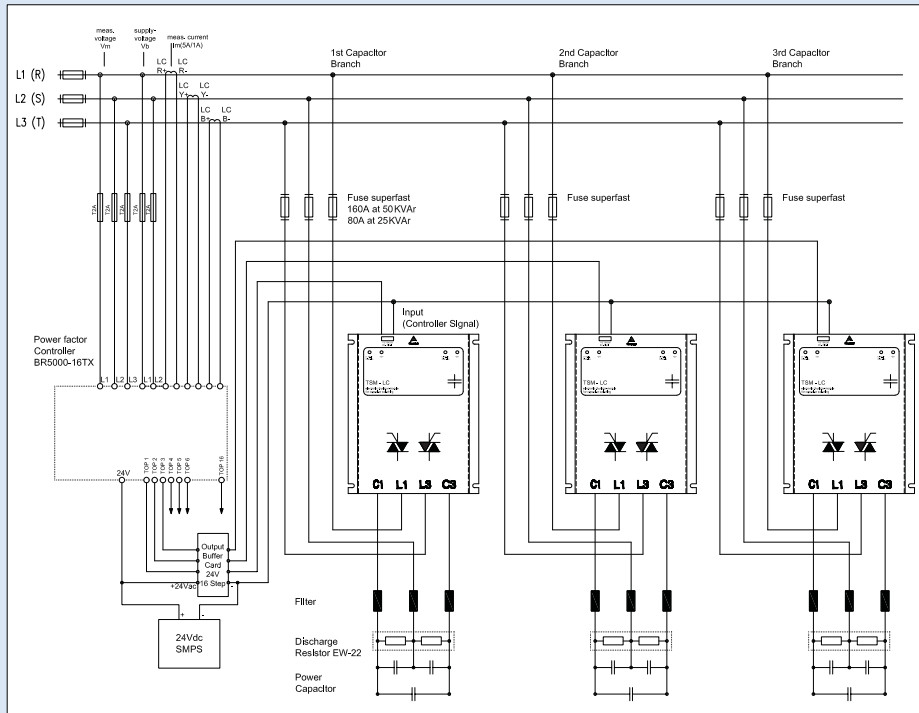 meas. voltage Vm
supply-voltage Vb
meas. current Im(5A/1A)
LC R+
LC R-
LC Y+
LC Y-
LC B+
LC B-
1st Capacitor Branch
2nd Capacitor Branch
3rd Capacitor Branch
L1 (R)
L2 (S)
L3 (T)
T2A
T2A
T2A
T2A
T2A
Fuse superfast
160A at 50KVAr
80A at 25KVAr
Fuse superfast
Fuse superfast
Input
(Controller Signal)
Power factor
Controller
BR5000-16TX
L1
L2
L3
L1
L2
24V
TOP 1
TOP 2
TOP 3
TOP 4
TOP 5
TOP 6
TOP 16
TSM - LC
C1 L1 L3 C3
TSM - LC
C1 L1 L3 C3
TSM - LC
C1 L1 L3 C3
Output
Buffer
Card
24V
16 Step
+24Vac
-
+
-
24Vdc
SMPS
Filter
Discharge
Resistor EW-22
Power
Capacitor